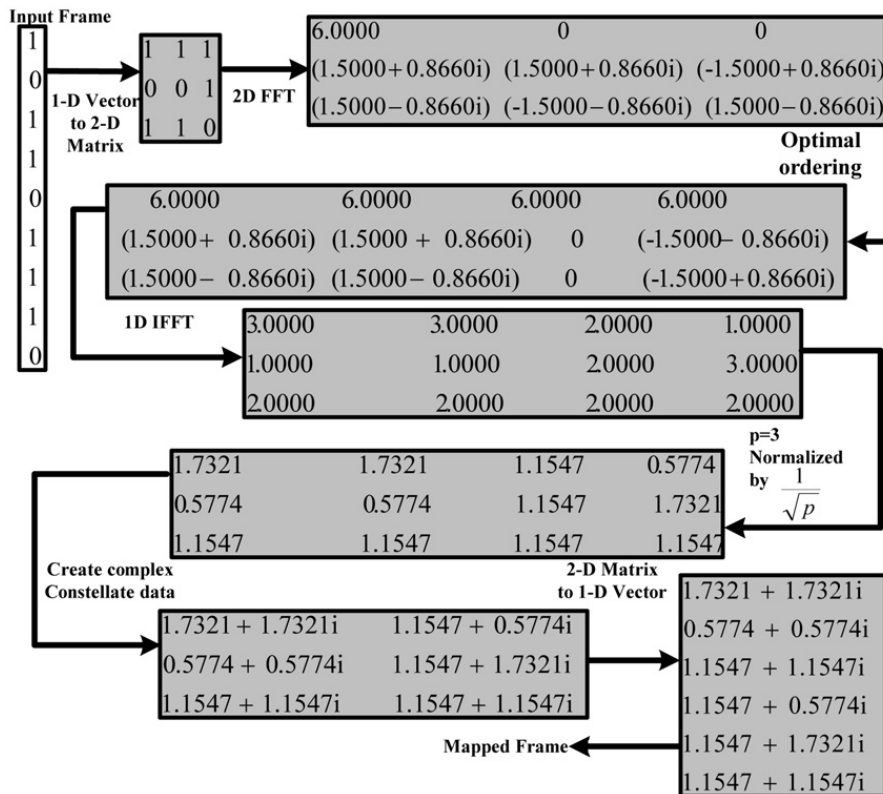 Input Frame
1
0
1
1
0
1
1
1
0
1-D Vector
to 2-D
Matrix
1 1 1
0 0 1
1 1 0
2D FFT
6.0000 0 0
(1.5000+0.8660i) (1.5000+0.8660i) (-1.5000+0.8660i)
(1.5000-0.8660i) (-1.5000-0.8660i) (1.5000-0.8660i)
Optimal
ordering
6.0000 6.0000 6.0000 6.0000
(1.5000+ 0.8660i) (1.5000 + 0.8660i) 0 (-1.5000- 0.8660i)
(1.5000- 0.8660i) (1.5000- 0.8660i) 0 (-1.5000+0.8660i)
1D IFFT
3.0000 3.0000 2.0000 1.0000
1.0000 1.0000 2.0000 3.0000
2.0000 2.0000 2.0000 2.0000
p=3
Normalized
by 1/√p
1.7321 1.7321 1.1547 0.5774
0.5774 0.5774 1.1547 1.7321
1.1547 1.1547 1.1547 1.1547
Create complex
Constellate data
1.7321 + 1.7321i 1.1547 + 0.5774i
0.5774 + 0.5774i 1.1547 + 1.7321i
1.1547 + 1.1547i 1.1547 + 1.1547i
2-D Matrix
to 1-D Vector
1.7321 + 1.7321i
0.5774 + 0.5774i
1.1547 + 1.1547i
1.1547 + 0.5774i
1.1547 + 1.7321i
1.1547 + 1.1547i
Mapped Frame